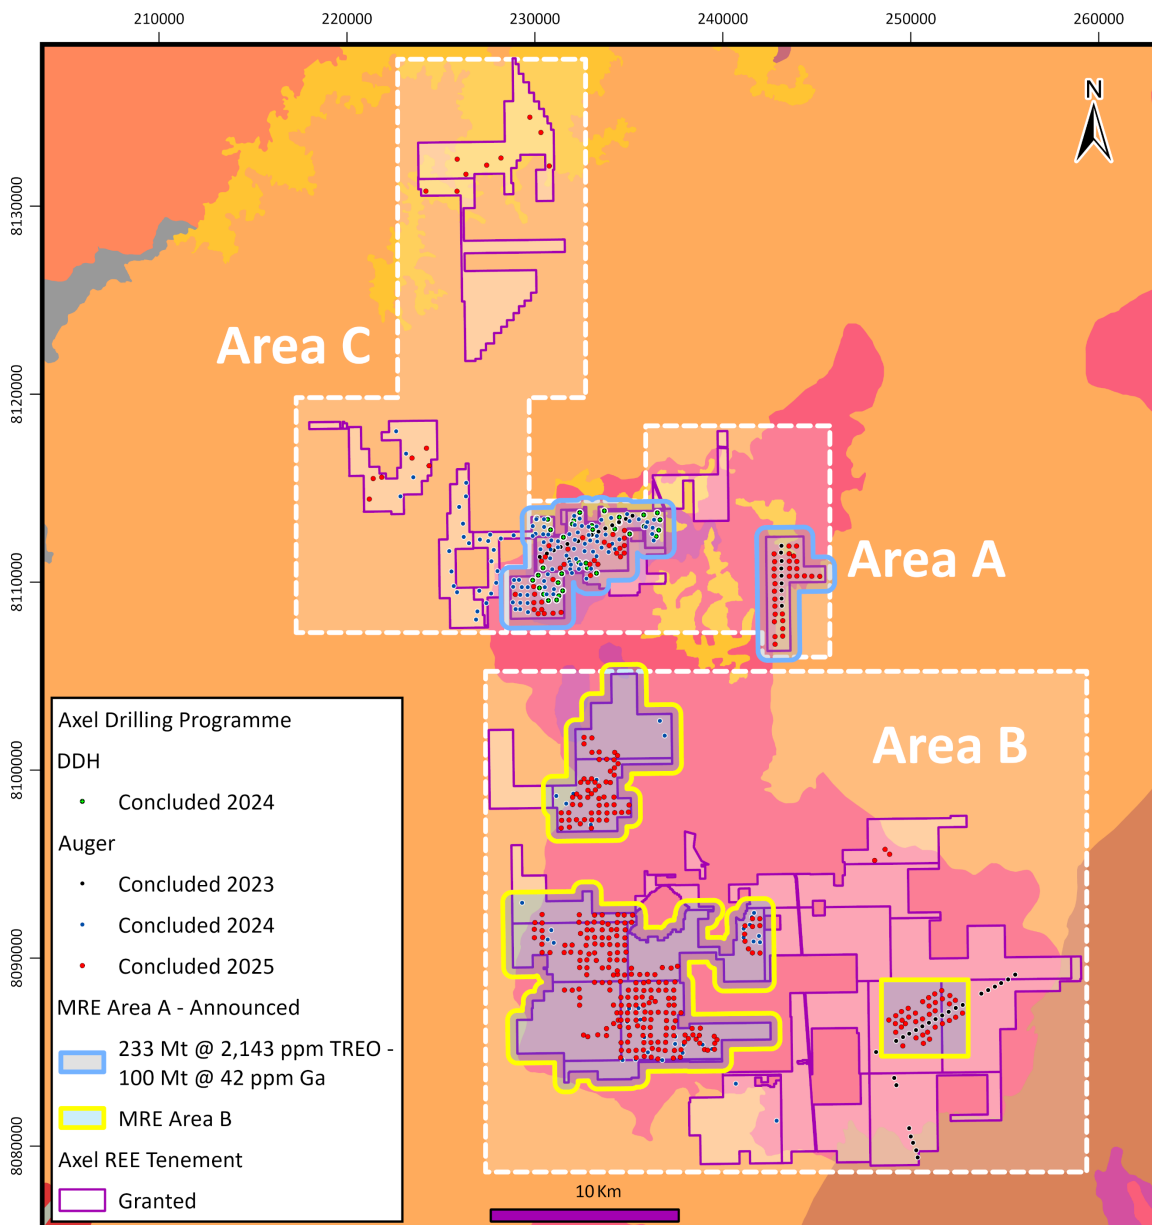 210000
220000
230000
240000
250000
260000
N
8130000
8120000
8110000
8100000
8090000
8080000
Area C
Area A
Area B
Axel Drilling Programme
DDH
Concluded 2024
Auger
Concluded 2023
Concluded 2024
Concluded 2025
MRE Area A - Announced
233 Mt @ 2,143 ppm TREO -
100 Mt @ 42 ppm Ga
MRE Area B
Axel REE Tenement
Granted
10 Km